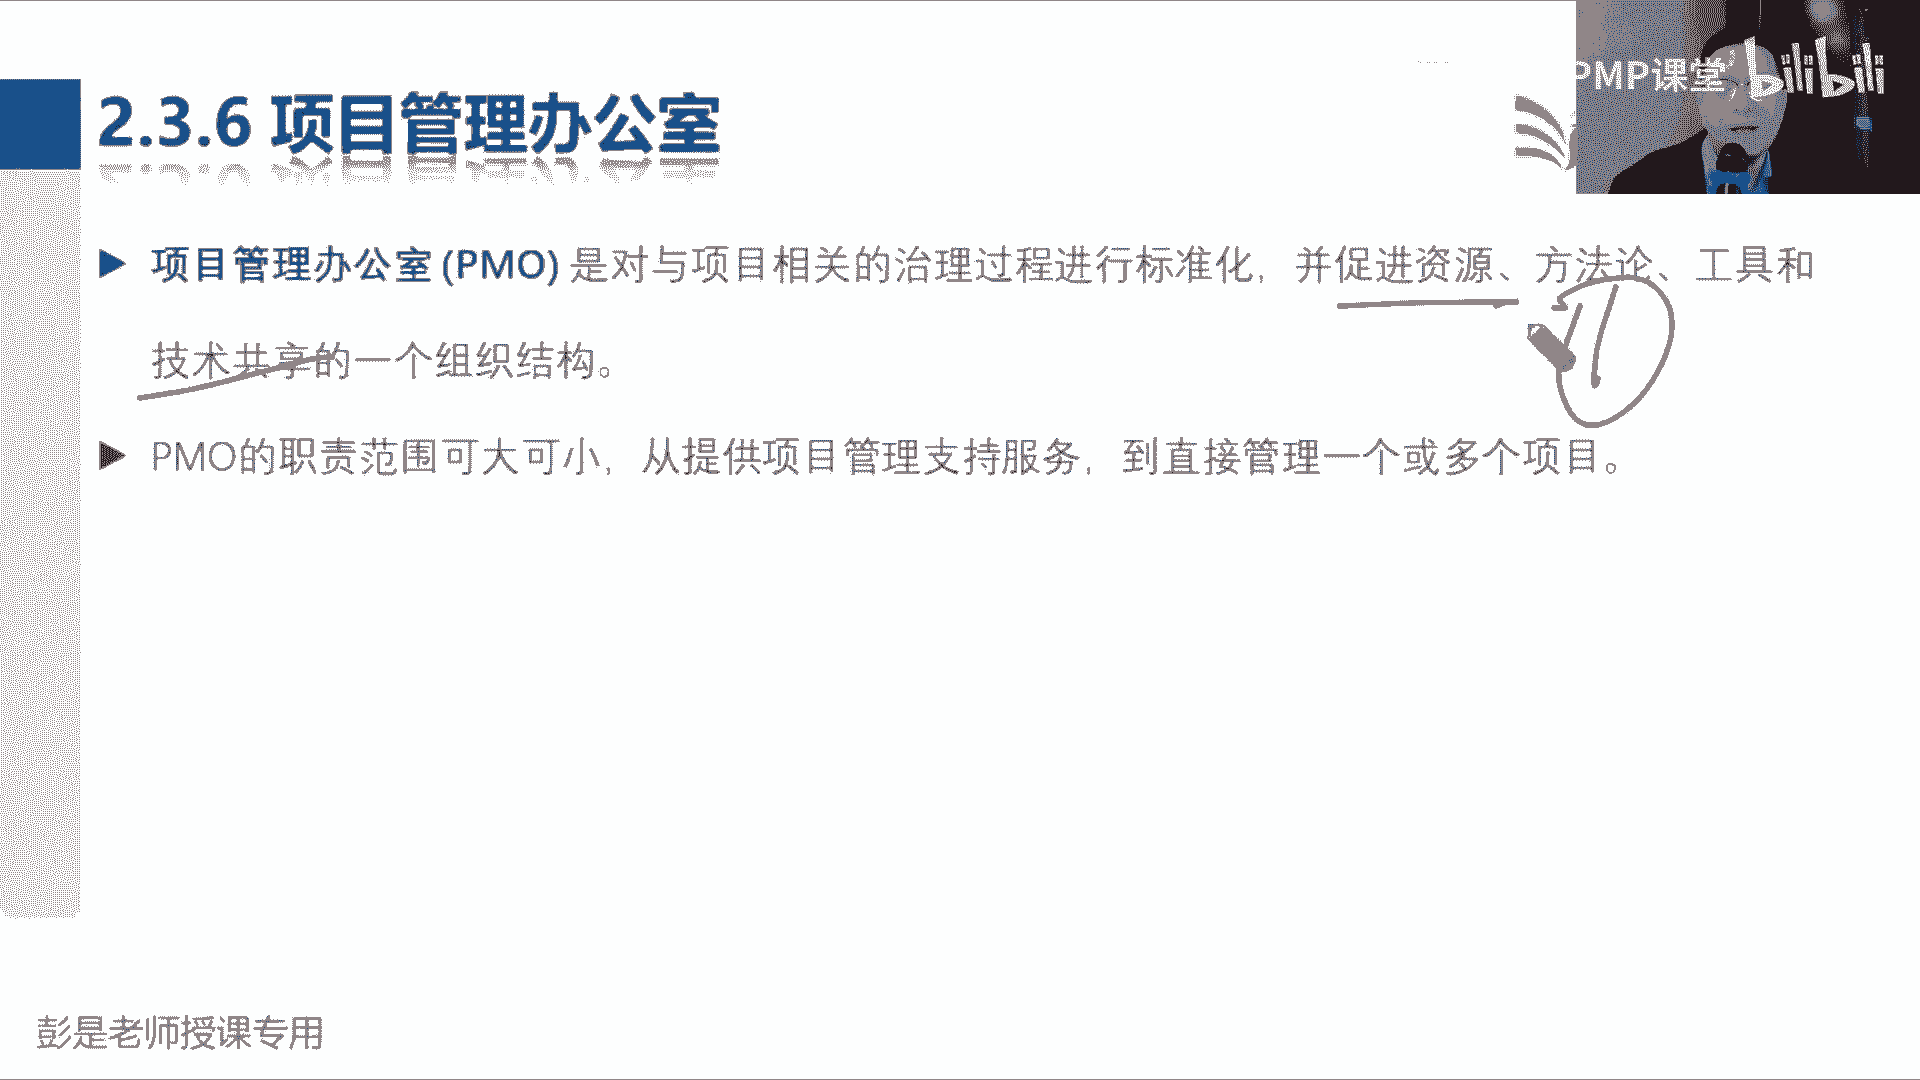 PMP课堂 bilibili
2.3.6 项目管理办公室
项目管理办公室 (PMO) 是对与项目相关的治理过程进行标准化，并促进资源、方法论、工具和
技术共享的一个组织结构。
PMO的职责范围可大可小，从提供项目管理支持服务，到直接管理一个或多个项目。
彭是老师授课专用